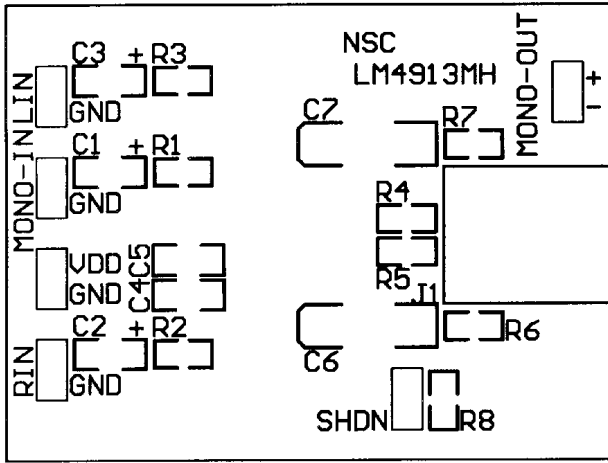 C3 + R3
NSC
LM4913MH
MONO-OUT
+
-
LIN
GND
C7
R7
C1 + R1
MONO-IN
GND
R4
VDD
C5
GND
C4
R5
J1
C2 + R2
RIN
GND
C6
R6
SHDN
R8